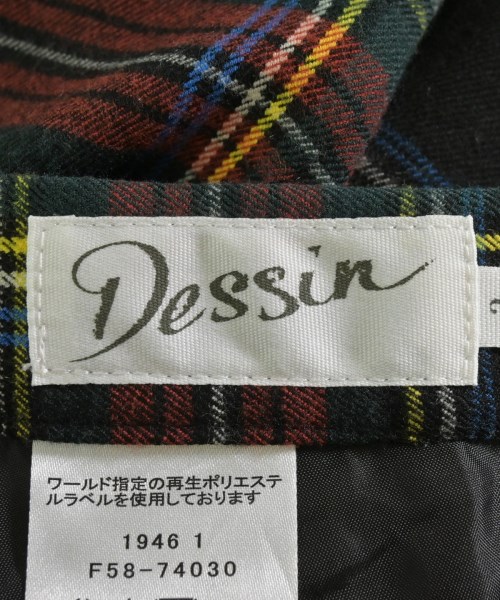 Dessin
2
ワールド指定の再生ポリエステ
ルラベルを使用しております
1946 1
F58-74030